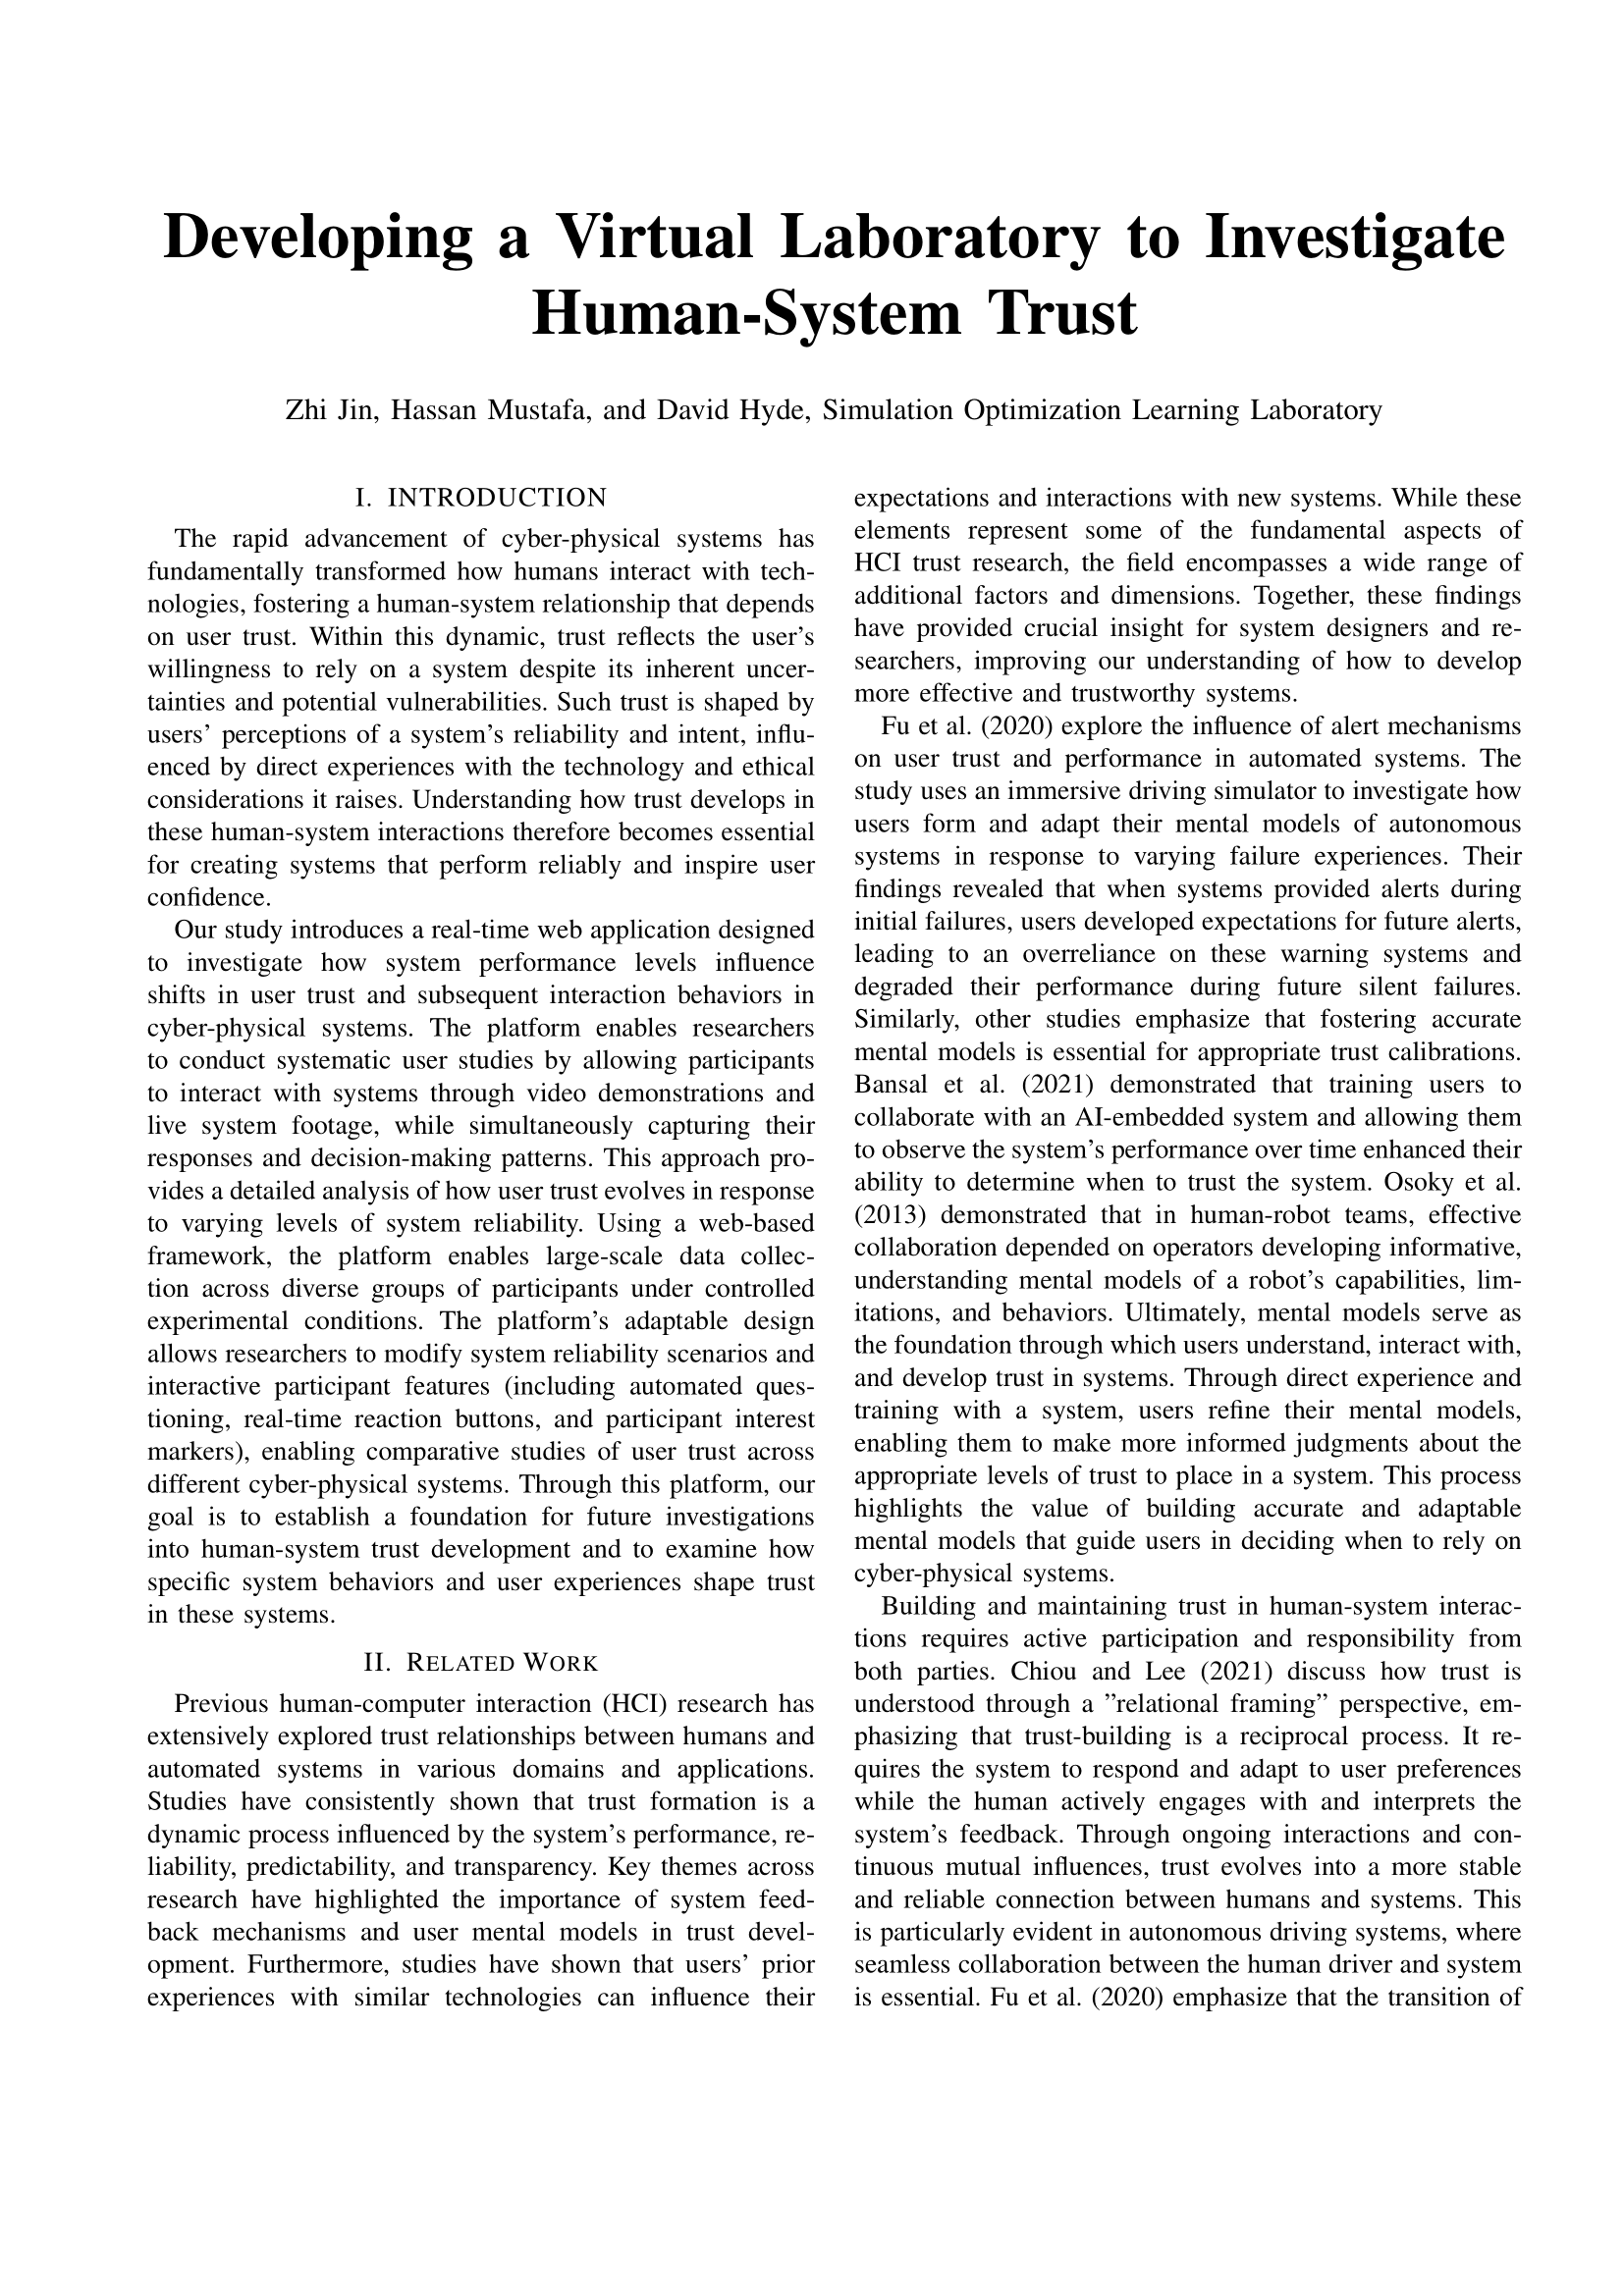 Developing a Virtual Laboratory to Investigate
Human-System Trust
Zhi Jin, Hassan Mustafa, and David Hyde, Simulation Optimization Learning Laboratory
I. INTRODUCTION
The rapid advancement of cyber-physical systems has
fundamentally transformed how humans interact with tech-
nologies, fostering a human-system relationship that depends
on user trust. Within this dynamic, trust reflects the user's
willingness to rely on a system despite its inherent uncer-
tainties and potential vulnerabilities. Such trust is shaped by
users' perceptions of a system's reliability and intent, influ-
enced by direct experiences with the technology and ethical
considerations it raises. Understanding how trust develops in
these human-system interactions therefore becomes essential
for creating systems that perform reliably and inspire user
confidence.
Our study introduces a real-time web application designed
to investigate how system performance levels influence
shifts in user trust and subsequent interaction behaviors in
cyber-physical systems. The platform enables researchers
to conduct systematic user studies by allowing participants
to interact with systems through video demonstrations and
live system footage, while simultaneously capturing their
responses and decision-making patterns. This approach pro-
vides a detailed analysis of how user trust evolves in response
to varying levels of system reliability. Using a web-based
framework, the platform enables large-scale data collec-
tion across diverse groups of participants under controlled
experimental conditions. The platform's adaptable design
allows researchers to modify system reliability scenarios and
interactive participant features (including automated ques-
tioning, real-time reaction buttons, and participant interest
markers), enabling comparative studies of user trust across
different cyber-physical systems. Through this platform, our
goal is to establish a foundation for future investigations
into human-system trust development and to examine how
specific system behaviors and user experiences shape trust
in these systems.
II. RELATED WORK
Previous human-computer interaction (HCI) research has
extensively explored trust relationships between humans and
automated systems in various domains and applications.
Studies have consistently shown that trust formation is a
dynamic process influenced by the system's performance, re-
liability, predictability, and transparency. Key themes across
research have highlighted the importance of system feed-
back mechanisms and user mental models in trust devel-
opment. Furthermore, studies have shown that users' prior
experiences with similar technologies can influence their
expectations and interactions with new systems. While these
elements represent some of the fundamental aspects of
HCI trust research, the field encompasses a wide range of
additional factors and dimensions. Together, these findings
have provided crucial insight for system designers and re-
searchers, improving our understanding of how to develop
more effective and trustworthy systems.
Fu et al. (2020) explore the influence of alert mechanisms
on user trust and performance in automated systems. The
study uses an immersive driving simulator to investigate how
users form and adapt their mental models of autonomous
systems in response to varying failure experiences. Their
findings revealed that when systems provided alerts during
initial failures, users developed expectations for future alerts,
leading to an overreliance on these warning systems and
degraded their performance during future silent failures.
Similarly, other studies emphasize that fostering accurate
mental models is essential for appropriate trust calibrations.
Bansal et al. (2021) demonstrated that training users to
collaborate with an AI-embedded system and allowing them
to observe the system's performance over time enhanced their
ability to determine when to trust the system. Osoky et al.
(2013) demonstrated that in human-robot teams, effective
collaboration depended on operators developing informative,
understanding mental models of a robot's capabilities, lim-
itations, and behaviors. Ultimately, mental models serve as
the foundation through which users understand, interact with,
and develop trust in systems. Through direct experience and
training with a system, users refine their mental models,
enabling them to make more informed judgments about the
appropriate levels of trust to place in a system. This process
highlights the value of building accurate and adaptable
mental models that guide users in deciding when to rely on
cyber-physical systems.
Building and maintaining trust in human-system interac-
tions requires active participation and responsibility from
both parties. Chiou and Lee (2021) discuss how trust is
understood through a ”relational framing” perspective, em-
phasizing that trust-building is a reciprocal process. It re-
quires the system to respond and adapt to user preferences
while the human actively engages with and interprets the
system's feedback. Through ongoing interactions and con-
tinuous mutual influences, trust evolves into a more stable
and reliable connection between humans and systems. This
is particularly evident in autonomous driving systems, where
seamless collaboration between the human driver and system
is essential. Fu et al. (2020) emphasize that the transition of